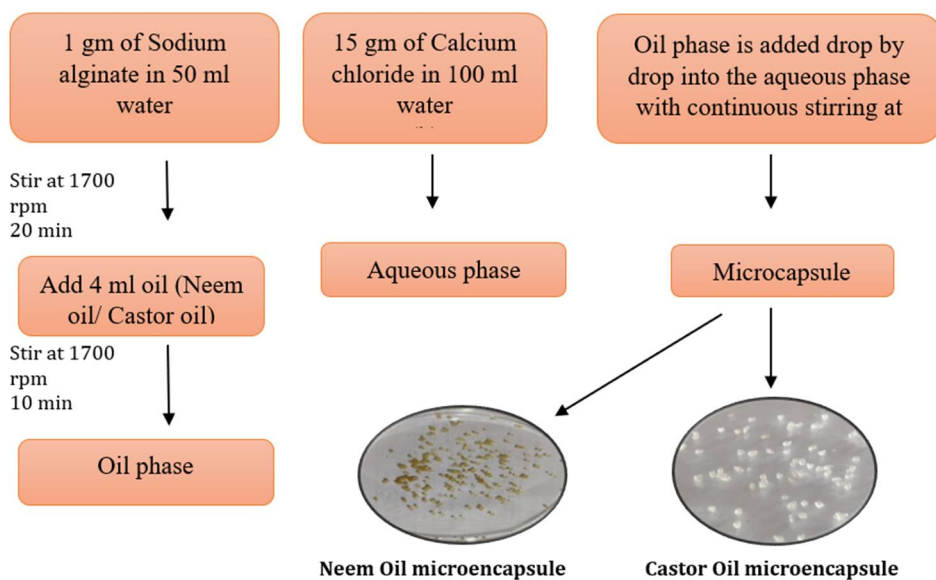 1 gm of Sodium
alginate in 50 ml
water
Stir at 1700
rpm
20 min
Add 4 ml oil (Neem
oil/ Castor oil)
Stir at 1700
rpm
10 min
Oil phase
15 gm of Calcium
chloride in 100 ml
water
Aqueous phase
Oil phase is added drop by
drop into the aqueous phase
with continuous stirring at
Microcapsule
Neem Oil microencapsule
Castor Oil microencapsule